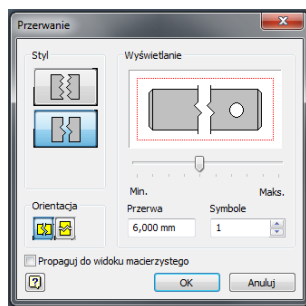 Przerwanie
Styl
Wyświetlanie
Min.
Maks.
Orientacja
Przerwa
Symbole
6,000 mm
1
Propaguj do widoku macierzystego
OK
Anuluj